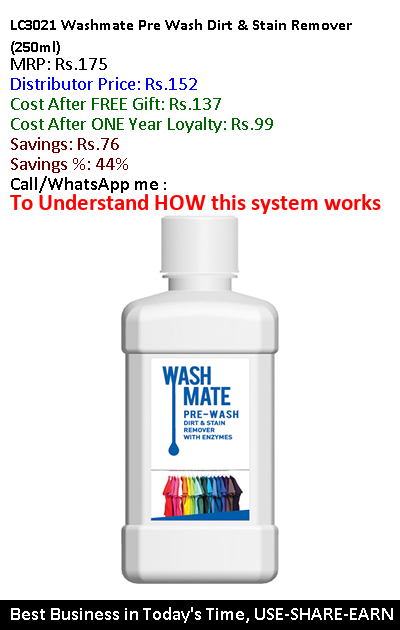 LC3021 Washmate Pre Wash Dirt & Stain Remover
(250ml)
MRP: Rs.175
Distributor Price: Rs.152
Cost After FREE Gift: Rs.137
Cost After ONE Year Loyalty: Rs.99
Savings: Rs.76
Savings %: 44%
Call/WhatsApp me :
To Understand HOW this system works
WASH
MATE
PRE-WASH
DIRT & STAIN
REMOVER
WITH ENZYMES
Best Business in Today's Time, USE-SHARE-EARN